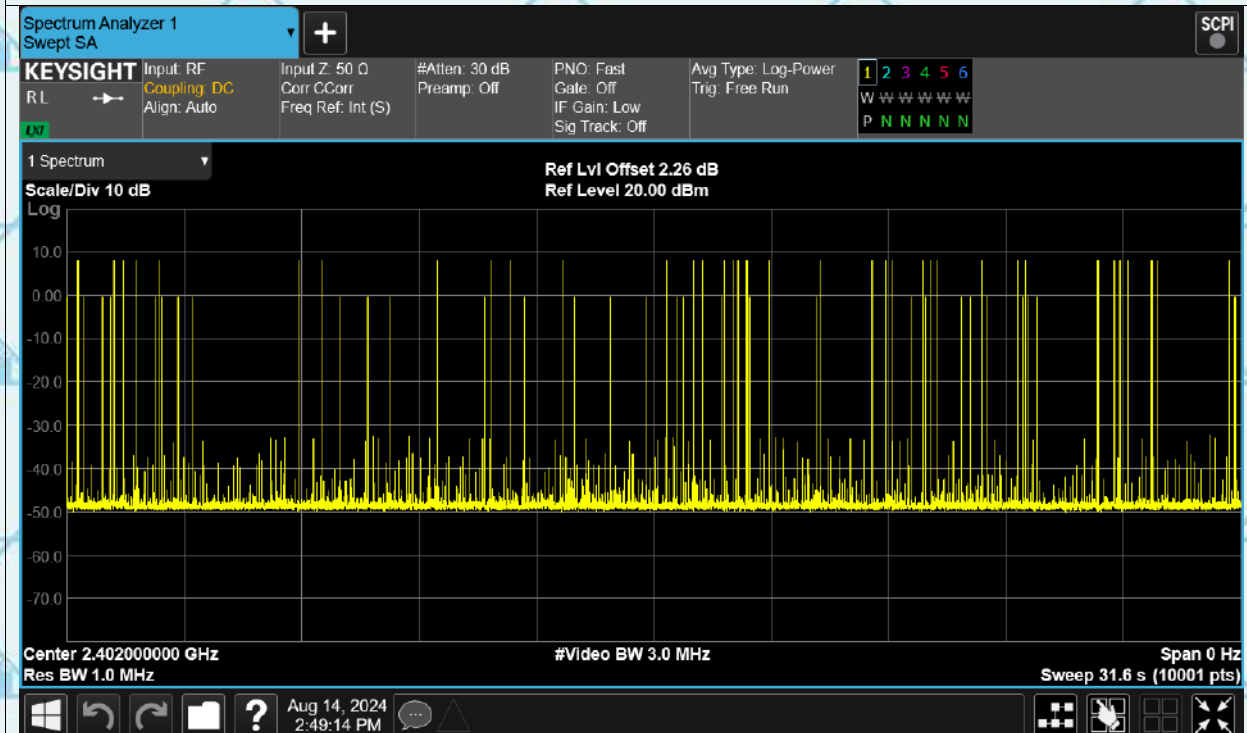 Spectrum Analyzer 1
Swept SA
+
SCPI
KEYSIGHT
RL
LXI
Input: RF
Coupling: DC
Align: Auto
Input Z: 50 Ω
Corr CCorr
Freq Ref: Int (S)
#Atten: 30 dB
Preamp: Off
PNO: Fast
Gate: Off
IF Gain: Low
Sig Track: Off
Avg Type: Log-Power
Trig: Free Run
1 2 3 4 5 6
W W W W W W
P N N N N N
1 Spectrum
Scale/Div 10 dB
Ref Lvl Offset 2.26 dB
Ref Level 20.00 dBm
Log
10.0
0.00
-10.0
-20.0
-30.0
-40.0
-50.0
-60.0
-70.0
Center 2.402000000 GHz
#Video BW 3.0 MHz
Span 0 Hz
Res BW 1.0 MHz
Sweep 31.6 s (10001 pts)
?
Aug 14, 2024
2:49:14 PM